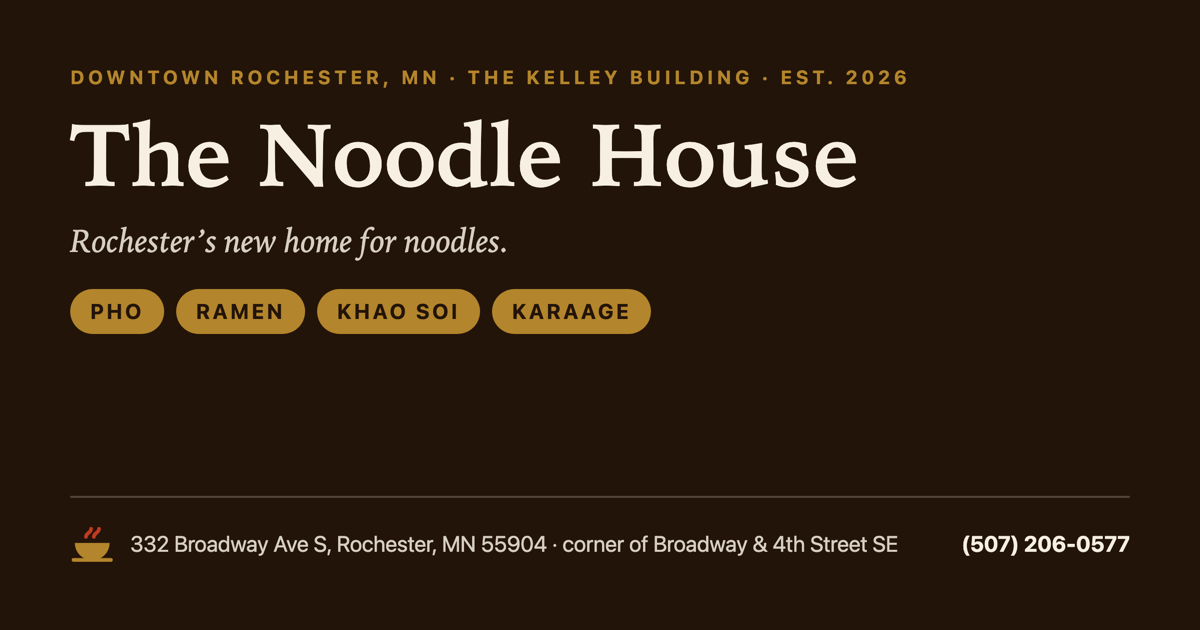 DOWNTOWN ROCHESTER, MN · THE KELLEY BUILDING · EST. 2026
The Noodle House
Rochester’s new home for noodles.
PHO RAMEN KHAO SOI KARAAGE
332 Broadway Ave S, Rochester, MN 55904 · corner of Broadway & 4th Street SE (507) 206-0577